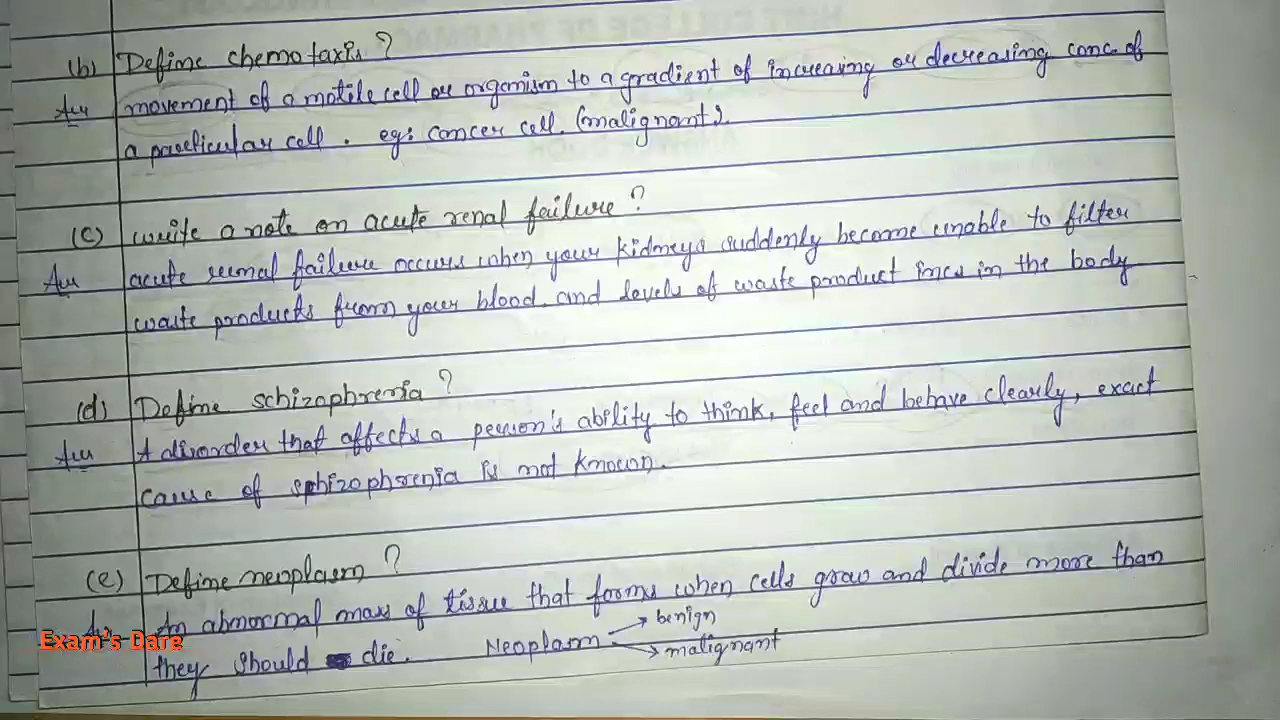 (b) Define chemotaxis?
Ans movement of a motile cell or organism to a gradient of increasing or decreasing conc of
a particular cell. eg: cancer cell. (malignant).
(c) write a note on acute renal failure?
Ans acute renal failure occurs when your kidneys suddenly become unable to filter
waste products from your blood. and levels of waste product incs in the body
(d) Define schizophrenia?
Ans A disorder that affects a person's ability to think, feel and behave clearly, exact
cause of sphizophrenia is not known.
(e) Define neoplasm?
Ans An abnormal mass of tissue that forms when cells grow and divide more than
they should die. Neoplasm benign
malignant
Exam's Dare